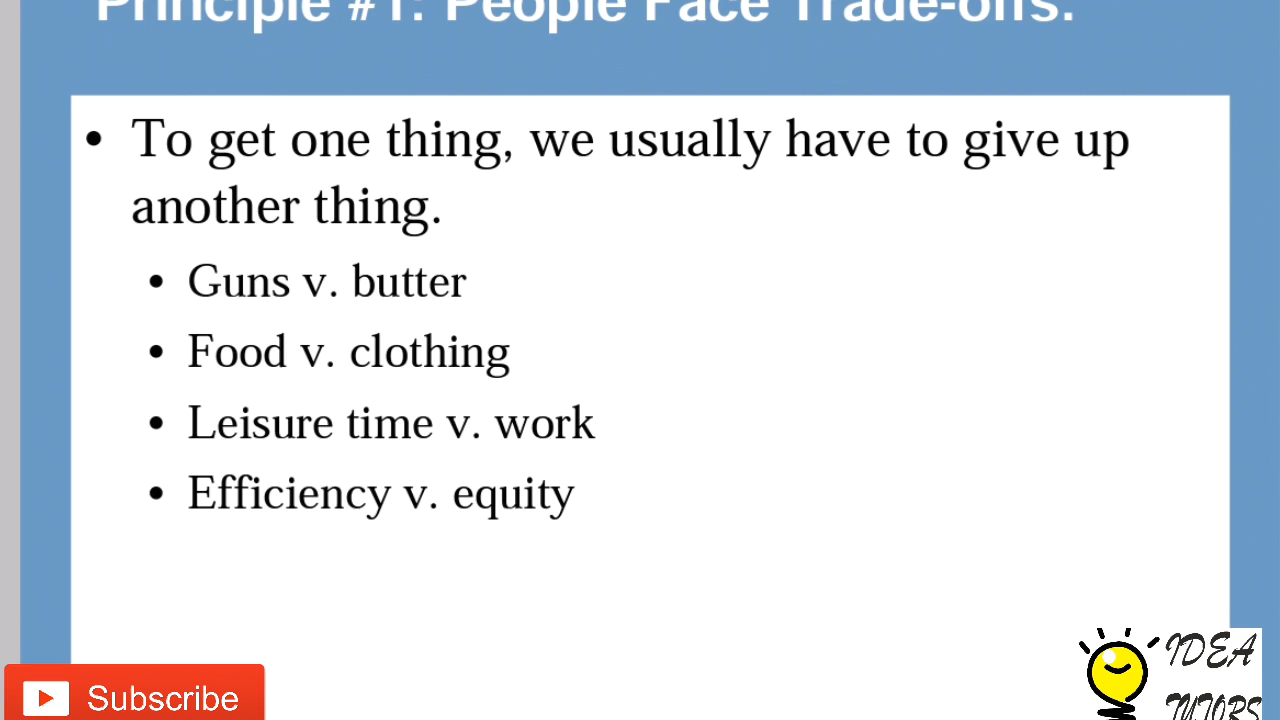 Principle #1: People Face Trade-offs.
• To get one thing, we usually have to give up
another thing.
• Guns v. butter
• Food v. clothing
• Leisure time v. work
• Efficiency v. equity
IDEA
TUTORS
Subscribe